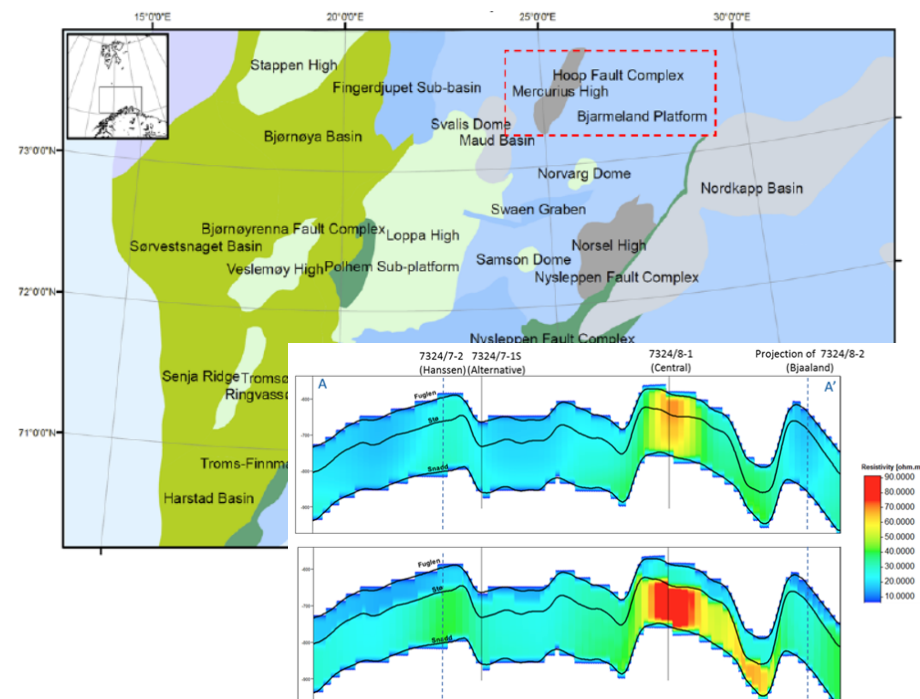 15°0'0"E
20°0'0"E
25°0'0"E
30°0'0"E
Stappen High
Fingerdjupet Sub-basin
Hoop Fault Complex
Mercurius High
Bjarmeland Platform
Svalis Dome
Maud Basin
Bjørnøya Basin
73°0'0"N
Norvarg Dome
Nordkapp Basin
Swaen Graben
Bjørnøyrenna Fault Complex
Loppa High
Sørvestsnaget Basin
Norsel High
Samson Dome
Veslemøy High
Polhem Sub-platform
Nysleppen Fault Complex
72°0'0"N
Nysleppen Fault Complex
Senja Ridge
Ringvass
71°0'0"N
Harstad Basin
7324/7-2
(Hanssen)
7324/7-1S
(Alternative)
7324/8-1
(Central)
Projection of 7324/8-2
(Bjaaland)
A
A'
Fuglen
Stø
Snadd
Fuglen
Stø
Snadd
Resistivity [ohm.m
90.0000
80.0000
70.0000
60.0000
50.0000
40.0000
30.0000
20.0000
10.0000